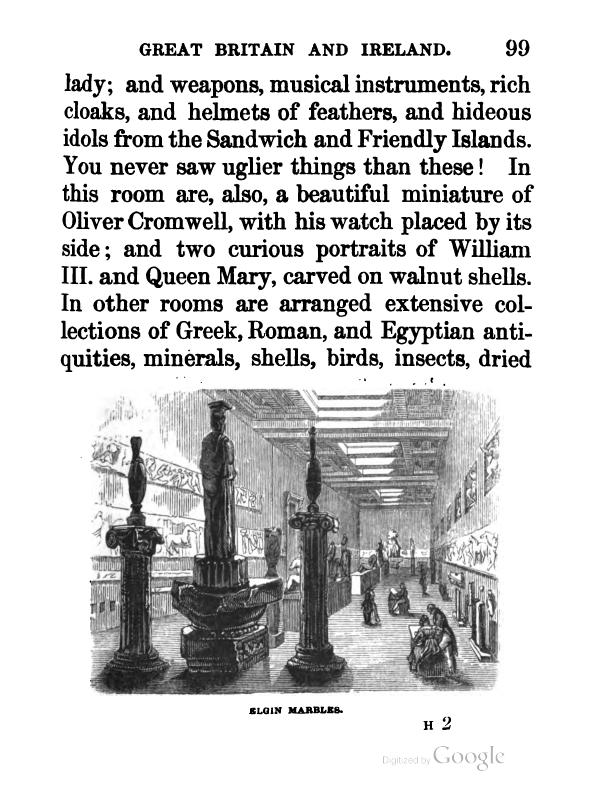 GREAT BRITAIN AND IRELAND. 99
lady; and weapons, musical instruments, rich
cloaks, and helmets of feathers, and hideous
idols from the Sandwich and Friendly Islands.
You never saw uglier things than these! In
this room are, also, a beautiful miniature of
Oliver Cromwell, with his watch placed by its
side; and two curious portraits of William
III. and Queen Mary, carved on walnut shells.
In other rooms are arranged extensive col-
lections of Greek, Roman, and Egyptian anti-
quities, minerals, shells, birds, insects, dried
ELGIN MARBLES.
H 2
Digitized by Google